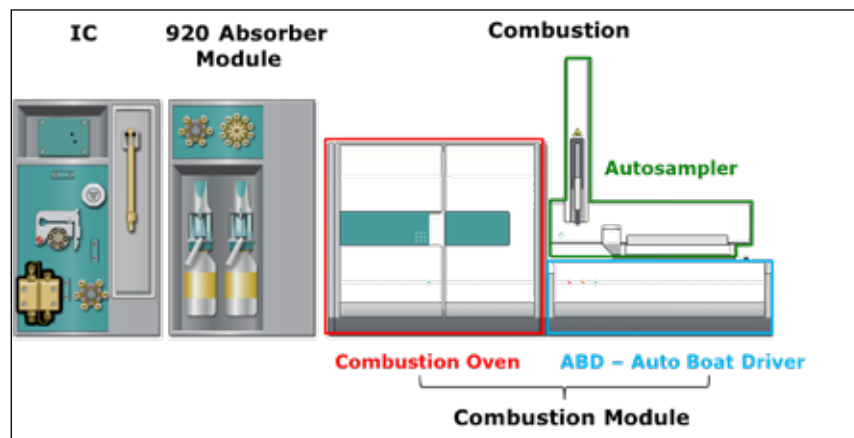 IC
920 Absorber
Module
Combustion
Autosampler
Combustion Oven
ABD – Auto Boat Driver
Combustion Module